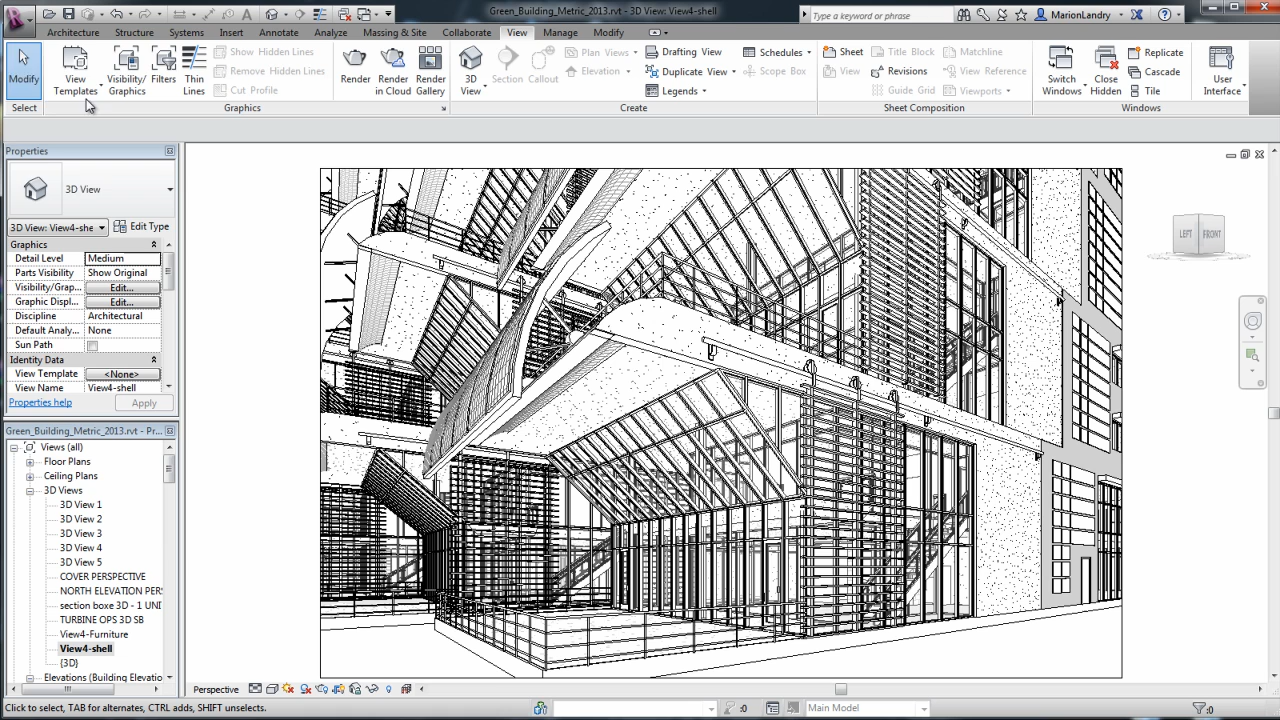 Green_Building_Metric_2013.rvt - 3D View: View4-shell
Type a keyword or phrase
MarionLandry
Architecture Structure Systems Insert Annotate Analyze Massing & Site Collaborate View Manage Modify
Modify
View Templates
Visibility/ Graphics
Filters
Thin Lines
Show Hidden Lines
Remove Hidden Lines
Cut Profile
Render
Render in Cloud
Render Gallery
3D View
Section
Callout
Plan Views
Elevation
Drafting View
Duplicate View
Legends
Schedules
Scope Box
Sheet
View
Title Block
Revisions
Guide Grid
Matchline
View Reference
Viewports
Switch Windows
Close Hidden
Replicate
Cascade
Tile
User Interface
Select Graphics Create Sheet Composition Windows
Properties
3D View
3D View: View4-she
Edit Type
Graphics
Detail Level Medium
Parts Visibility Show Original
Visibility/Grap... Edit...
Graphic Displ... Edit...
Discipline Architectural
Default Analy... None
Sun Path
Identity Data
View Template <None>
View Name View4-shell
Properties help Apply
Green_Building_Metric_2013.rvt - Pr...
Views (all)
Floor Plans
Ceiling Plans
3D Views
3D View 1
3D View 2
3D View 3
3D View 4
3D View 5
COVER PERSPECTIVE
NORTH ELEVATION PER
section boxe 3D - 1 UNI
TURBINE OPS 3D SB
View4-Furniture
View4-shell
{3D}
Elevations (Building Elevatio
LEFT FRONT
Perspective
Click to select, TAB for alternates, CTRL adds, SHIFT unselects.
:0
Main Model
:0